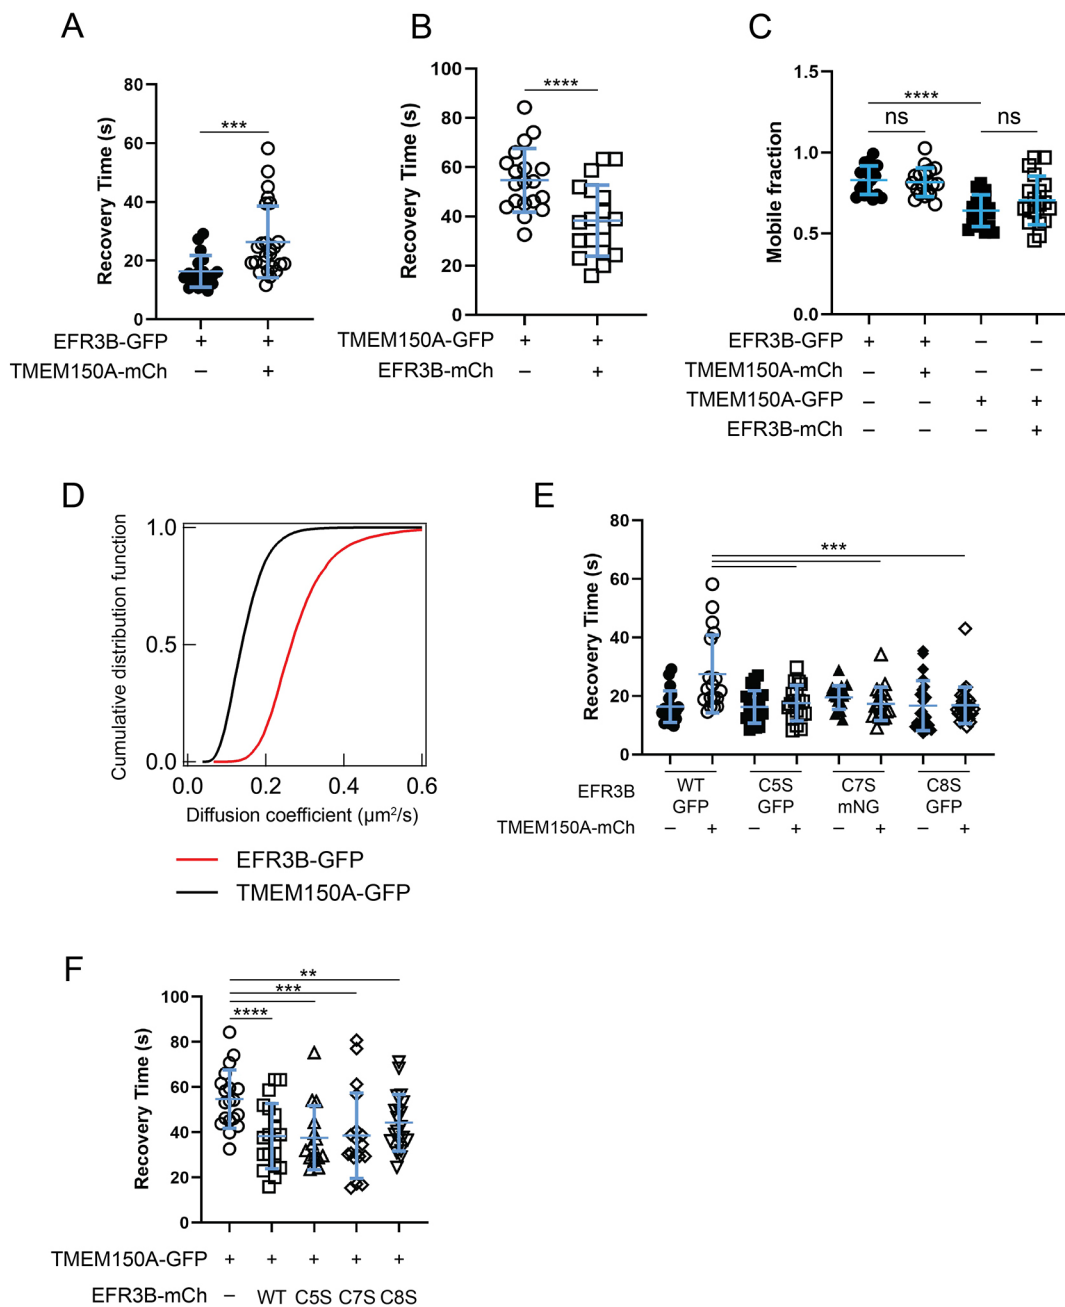 A
Recovery Time (s)
80
60
40
20
0
***
EFR3B-GFP + +
TMEM150A-mCh – +
B
Recovery Time (s)
100
80
60
40
20
0
****
TMEM150A-GFP + +
EFR3B-mCh – +
C
Mobile fraction
1.5
1.0
0.5
0.0
****
ns ns
EFR3B-GFP + + – –
TMEM150A-mCh – + – –
TMEM150A-GFP – – + +
EFR3B-mCh – – – +
D
Cumulative distribution function
1.0
0.5
0.0
0.0 0.2 0.4 0.6
Diffusion coefficient (µm²/s)
EFR3B-GFP
TMEM150A-GFP
E
Recovery Time (s)
80
60
40
20
0
***
EFR3B
WT C5S C7S C8S
GFP GFP mNG GFP
TMEM150A-mCh – + – + – + – +
F
Recovery Time (s)
100
80
60
40
20
0
**
***
****
TMEM150A-GFP + + + + +
EFR3B-mCh – WT C5S C7S C8S